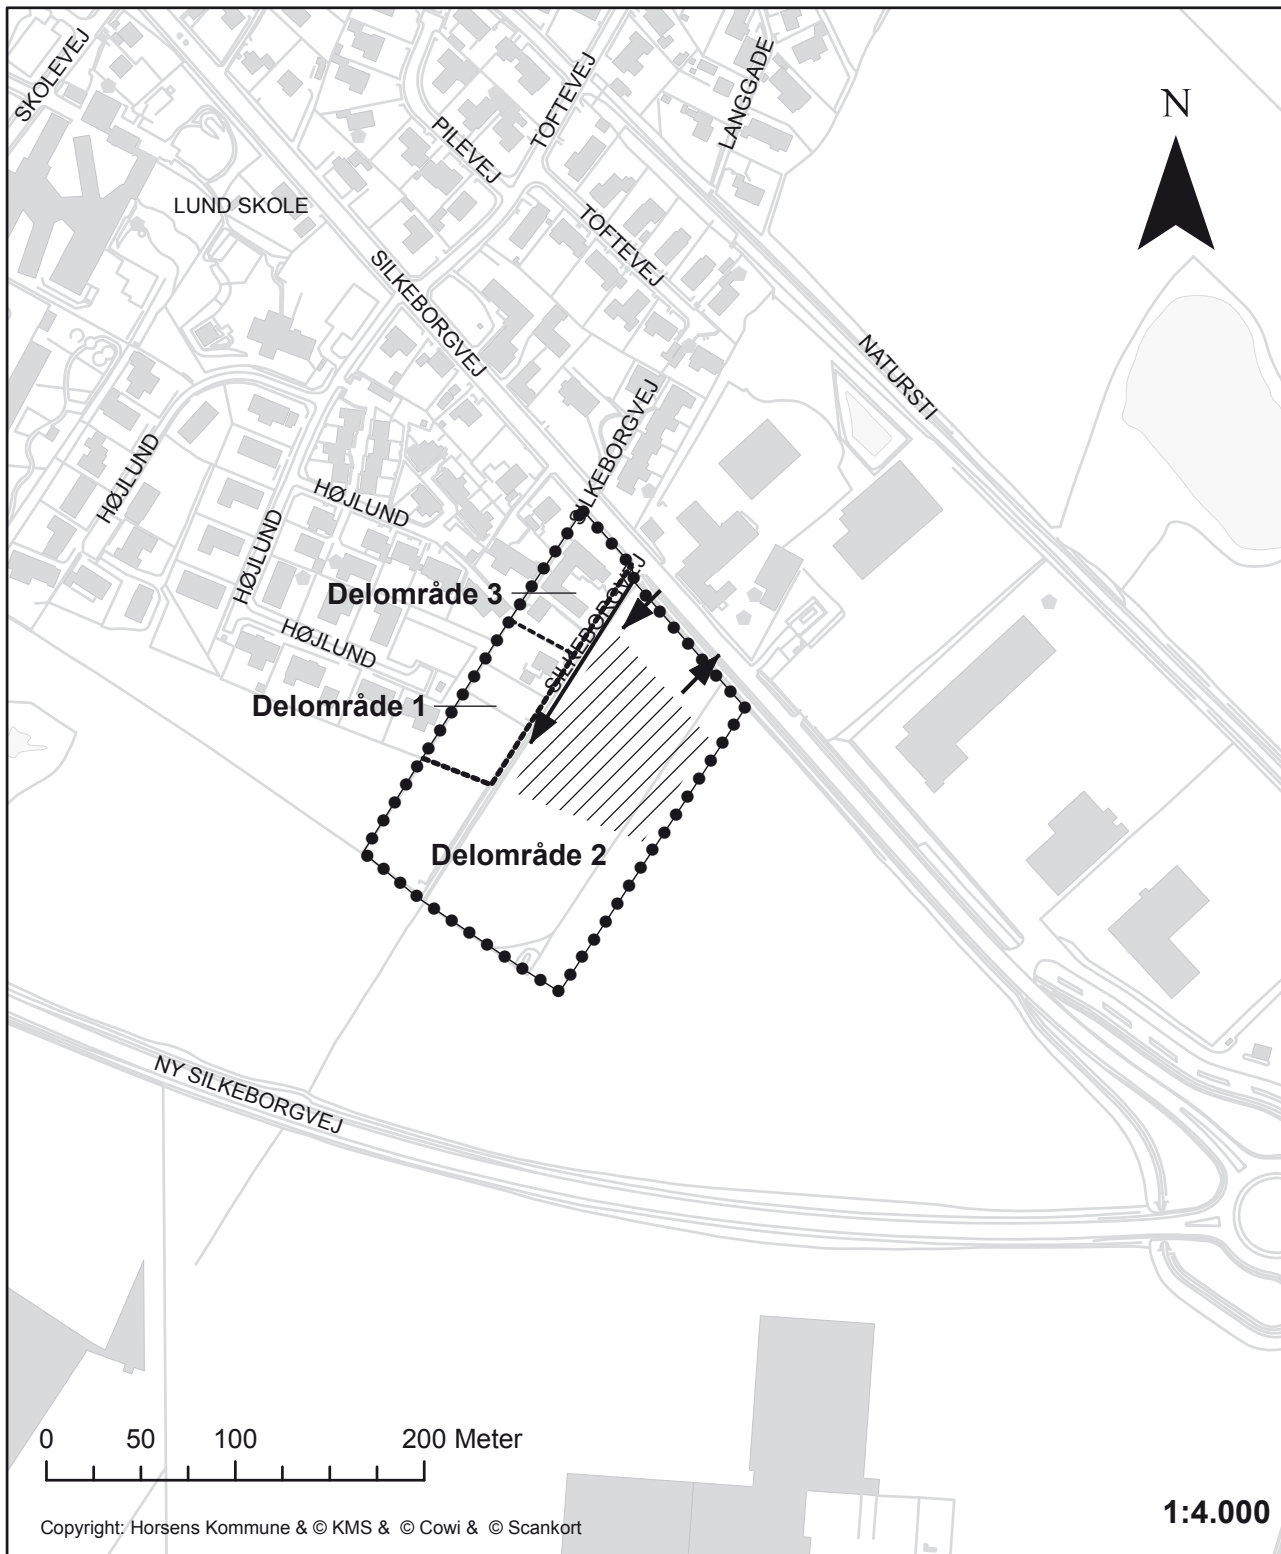 SKOLEVEJ
TOFTEVEJ
LANGGADE
N
PILEVEJ
LUND SKOLE
TOFTEVEJ
SILKEBORGVEJ
NATURSTI
SILKEBORGVEJ
HØJLUND
HØJLUND
HØJLUND
Delområde 3
SILKEBORGVEJ
HØJLUND
Delområde 1
Delområde 2
NY SILKEBORGVEJ
0 50 100 200 Meter
1:4.000
Copyright: Horsens Kommune & © KMS & © Cowi & © Scankort